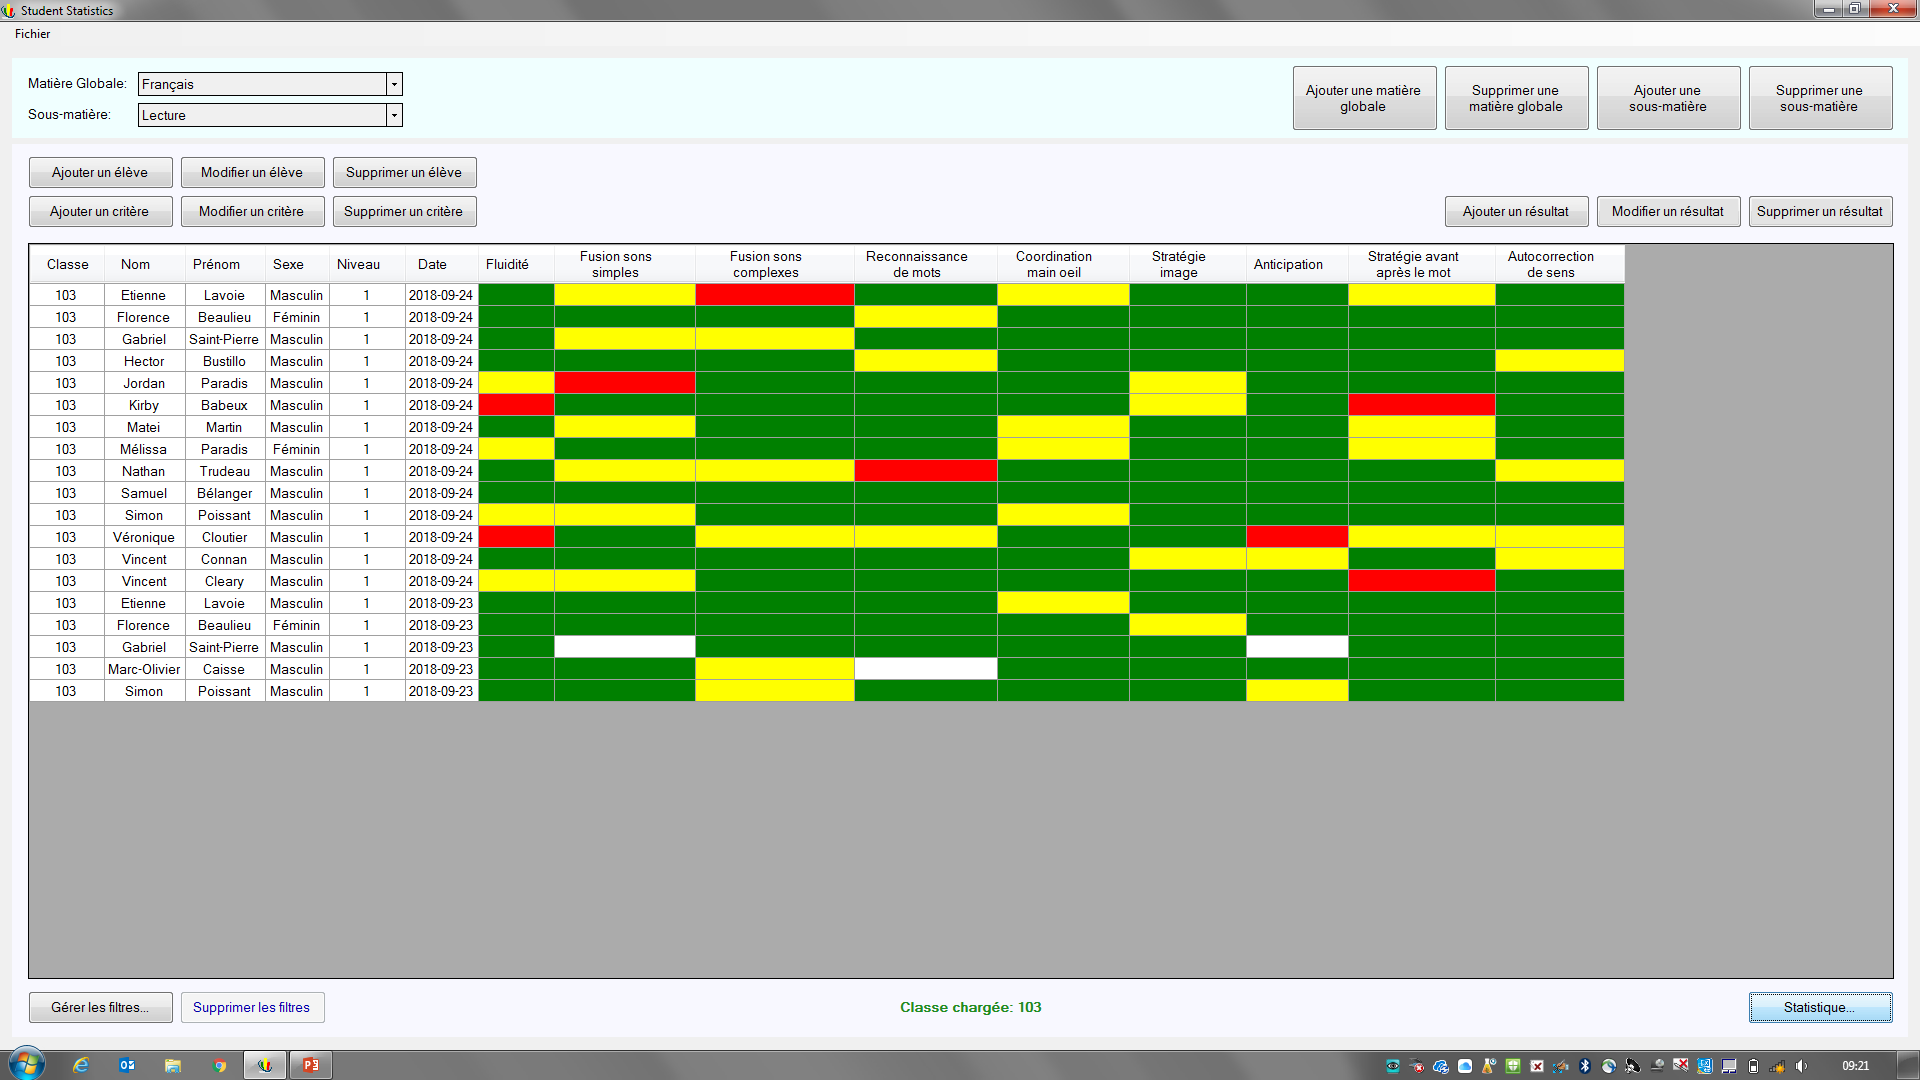 Student Statistics
Fichier
Matière Globale: Français
Sous-matière: Lecture
Ajouter une matière
globale
Supprimer une
matière globale
Ajouter une
sous-matière
Supprimer une
sous-matière
Ajouter un élève Modifier un élève Supprimer un élève
Ajouter un critère Modifier un critère Supprimer un critère
Ajouter un résultat Modifier un résultat Supprimer un résultat
Classe Nom Prénom Sexe Niveau Date Fluidité
Fusion sons
simples
Fusion sons
complexes
Reconnaissance
de mots
Coordination
main oeil
Stratégie
image
Anticipation
Stratégie avant
après le mot
Autocorrection
de sens
103 Etienne Lavoie Masculin 1 2018-09-24
103 Florence Beaulieu Féminin 1 2018-09-24
103 Gabriel Saint-Pierre Masculin 1 2018-09-24
103 Hector Bustillo Masculin 1 2018-09-24
103 Jordan Paradis Masculin 1 2018-09-24
103 Kirby Babeux Masculin 1 2018-09-24
103 Matei Martin Masculin 1 2018-09-24
103 Mélissa Paradis Féminin 1 2018-09-24
103 Nathan Trudeau Masculin 1 2018-09-24
103 Samuel Bélanger Masculin 1 2018-09-24
103 Simon Poissant Masculin 1 2018-09-24
103 Véronique Cloutier Masculin 1 2018-09-24
103 Vincent Connan Masculin 1 2018-09-24
103 Vincent Cleary Masculin 1 2018-09-24
103 Etienne Lavoie Masculin 1 2018-09-23
103 Florence Beaulieu Féminin 1 2018-09-23
103 Gabriel Saint-Pierre Masculin 1 2018-09-23
103 Marc-Olivier Caisse Masculin 1 2018-09-23
103 Simon Poissant Masculin 1 2018-09-23
Gérer les filtres... Supprimer les filtres Classe chargée: 103 Statistique...
09:21